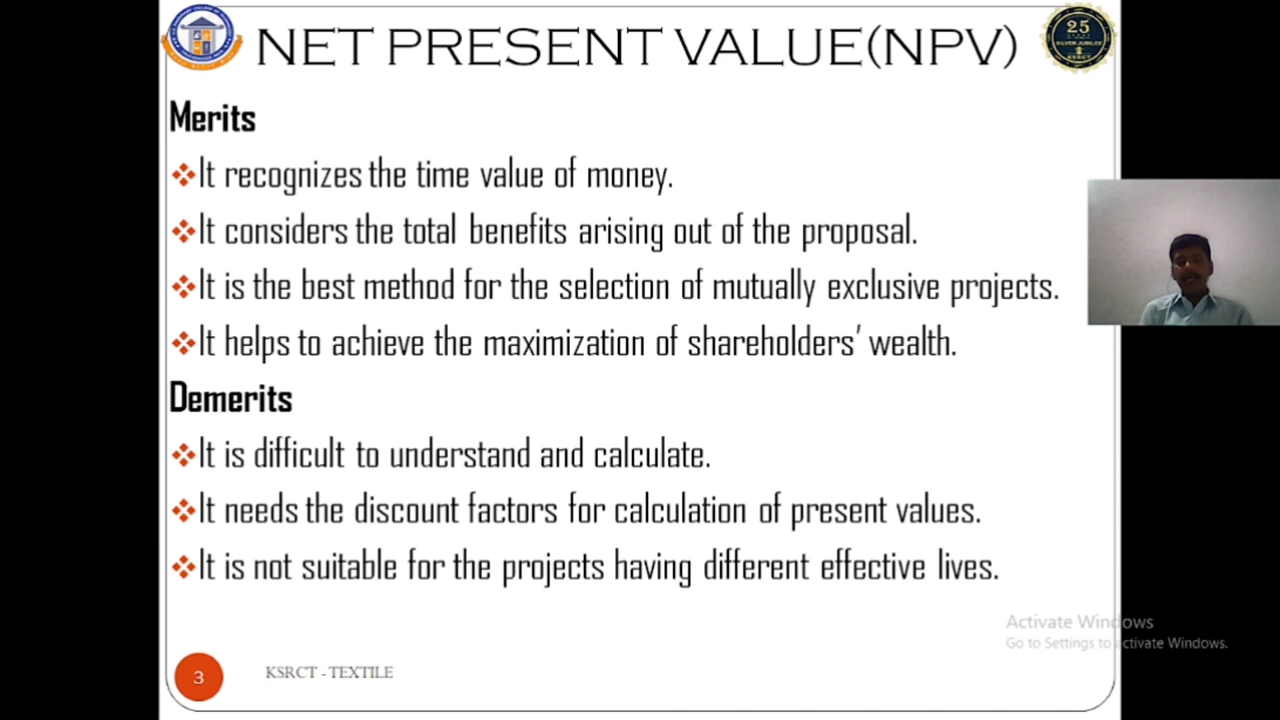 NET PRESENT VALUE(NPV)
25
SILVER JUBILEE
KSRCT
Merits
It recognizes the time value of money.
It considers the total benefits arising out of the proposal.
It is the best method for the selection of mutually exclusive projects.
It helps to achieve the maximization of shareholders' wealth.
Demerits
It is difficult to understand and calculate.
It needs the discount factors for calculation of present values.
It is not suitable for the projects having different effective lives.
Activate Windows
Go to Settings to activate Windows.
3
KSRCT - TEXTILE